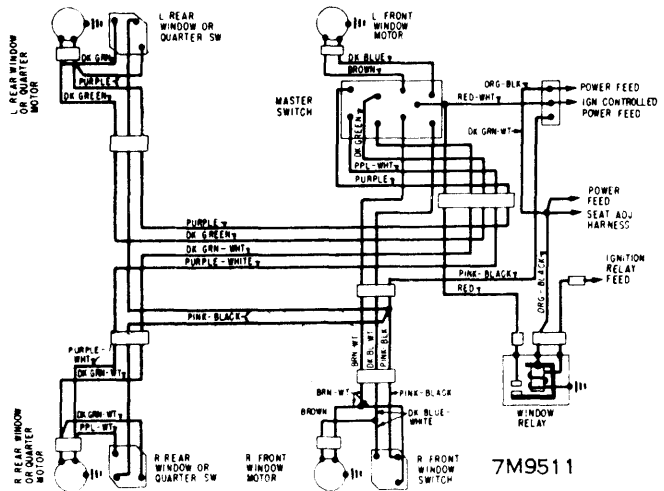 L REAR
WINDOW OR
QUARTER SW
L FRONT
WINDOW
MOTOR
DK GRN
PURPLE
DK GREEN
L REAR WINDOW
OR QUARTER
MOTOR
DK BLUE
BROWN
MASTER
SWITCH
DK GREEN
PPL-WHT
PURPLE
ORG-BLK
RED-WHT
DK GRN-WT
POWER FEED
IGN CONTROLLED
POWER FEED
POWER
FEED
SEAT ADJ
HARNESS
PURPLE
DK GREEN
DK GRN-WHT
PURPLE-WHITE
PINK-BLACK
RED
ORG-BLACK
IGNITION
RELAY
FEED
PINK-BLACK
BRN-WT
DK BL WT
PINK BLK
PURPLE-
WHT
DK GRN WT
DK GRN-WT
PPL-WT
BRN-WT
BROWN
PINK-BLACK
DK BLUE-
WHITE
WINDOW
RELAY
R REAR WINDOW
OR QUARTER
MOTOR
R REAR
WINDOW OR
QUARTER SW
R FRONT
WINDOW
MOTOR
R FRONT
WINDOW
SWITCH
7M9511